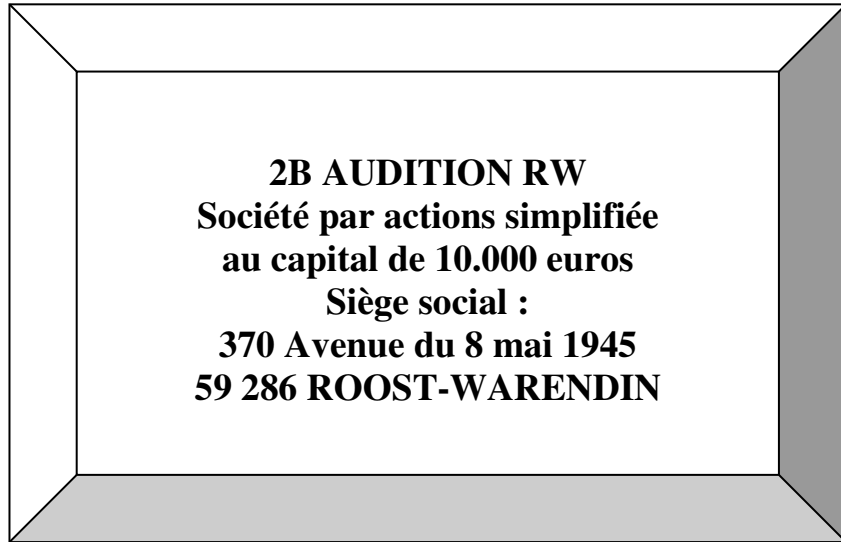 2B AUDITION RW
Société par actions simplifiée
au capital de 10.000 euros
Siège social :
370 Avenue du 8 mai 1945
59 286 ROOST-WARENDIN